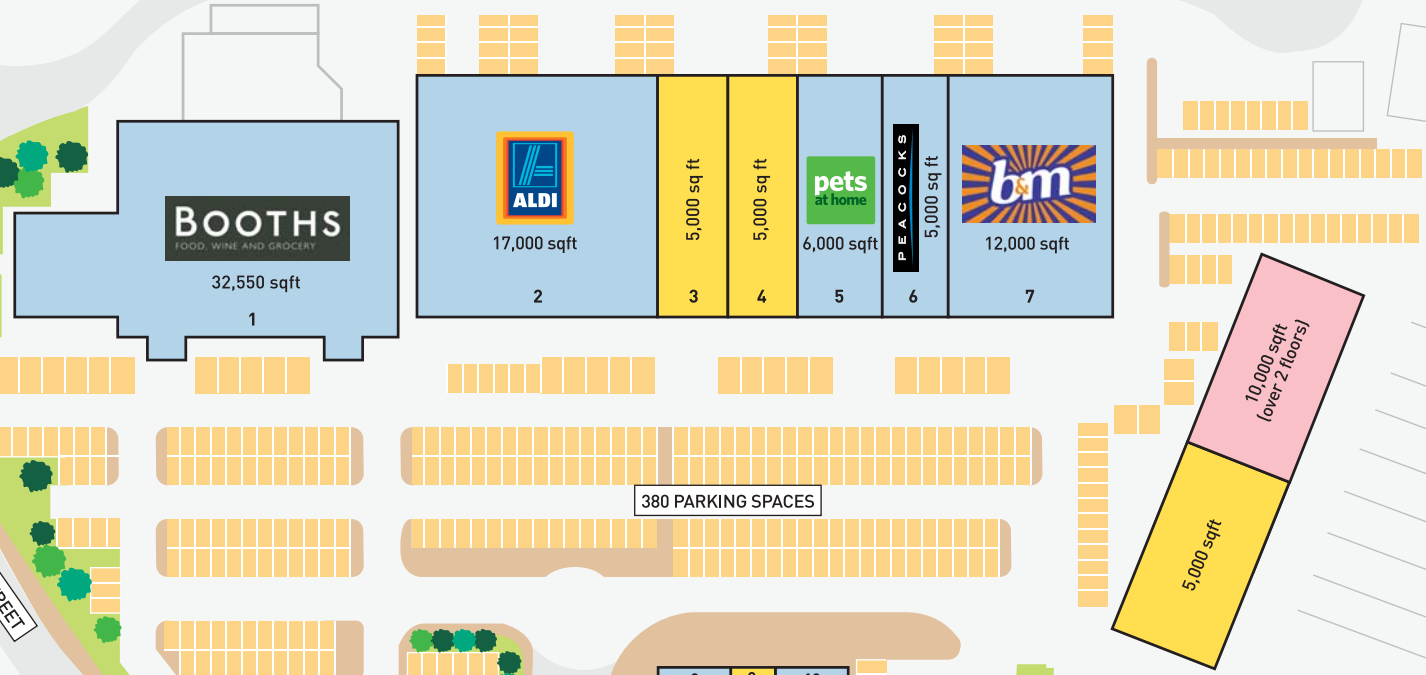 BOOTHS
FOOD, WINE AND GROCERY
32,550 sqft
1
ALDI
17,000 sqft
2
5,000 sq ft
3
5,000 sq ft
4
pets
at home
6,000 sqft
5
PEACOCKS
5,000 sq ft
6
b&m
12,000 sqft
7
10,000 sqft
(over 2 floors)
5,000 sqft
380 PARKING SPACES
REET